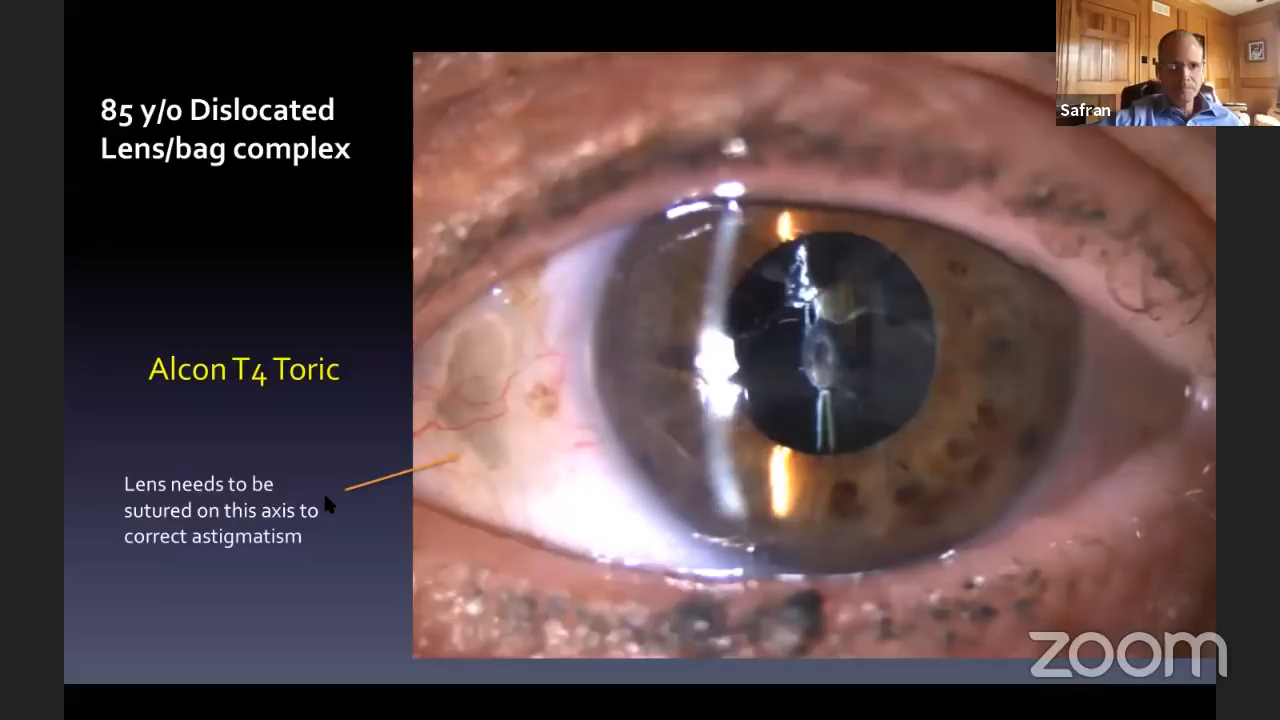 85 y/o Dislocated
Lens/bag complex
Safran
Alcon T4 Toric
Lens needs to be
sutured on this axis to
correct astigmatism
zoom